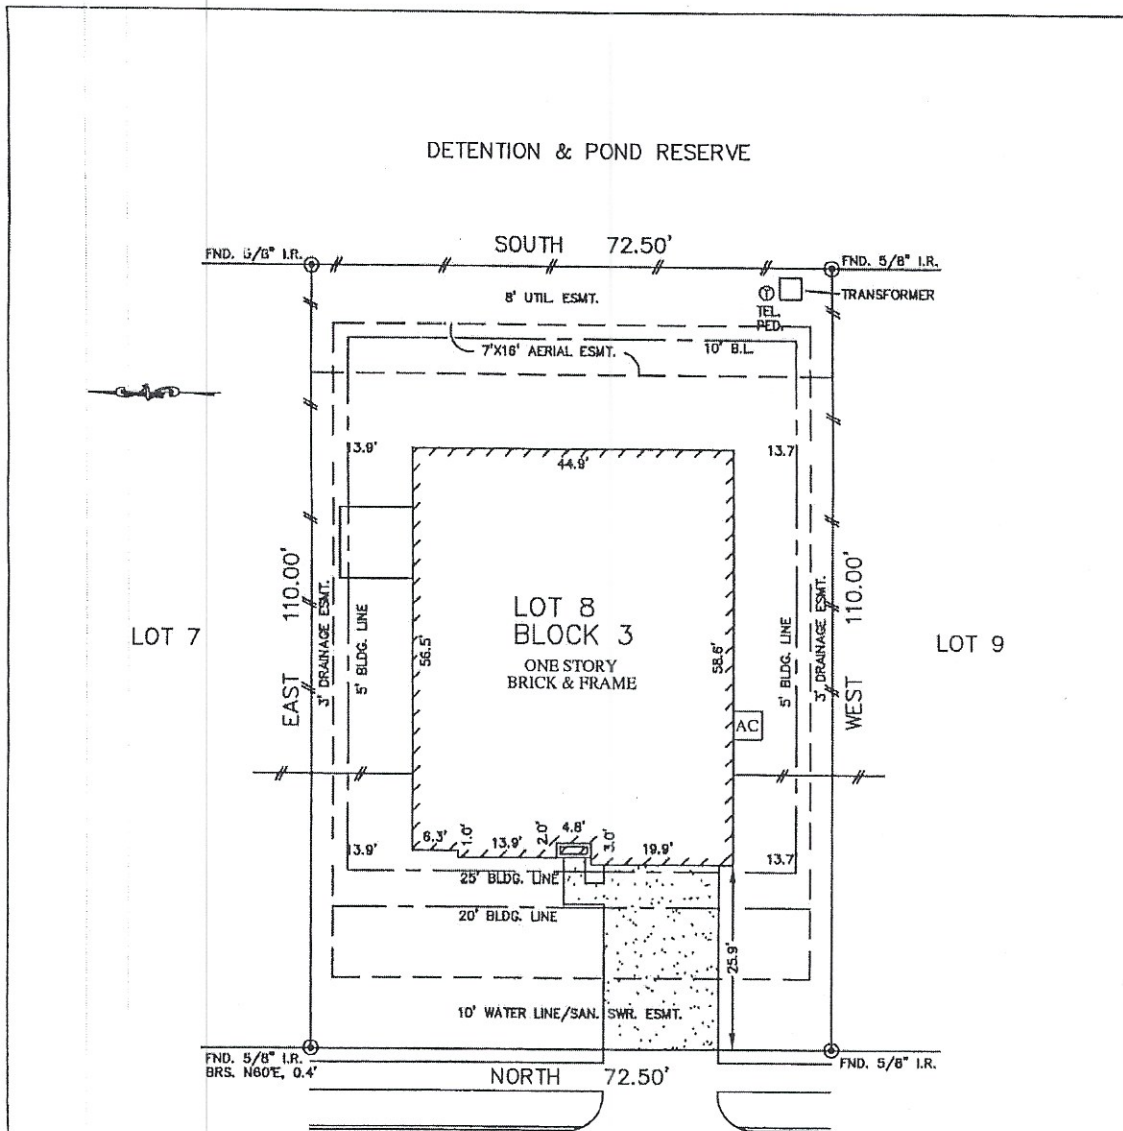 DETENTION & POND RESERVE
SOUTH 72.50'
FND. 5/8" I.R.
FND. 5/8" I.R.
8' UTIL. ESMT.
TRANSFORMER
T
TEL.
PED.
7'X16' AERIAL ESMT.
10' B.L.
13.9'
44.9'
13.7
LOT 7
EAST 110.00'
3' DRAINAGE ESMT.
5' BLDG. LINE
56.5'
LOT 8
BLOCK 3
ONE STORY
BRICK & FRAME
58.6'
AC
5' BLDG. LINE
3' DRAINAGE ESMT.
WEST 110.00'
LOT 9
13.9'
6.3'
1.0'
13.9'
2.0'
4.8'
3.0'
19.9'
13.7
25' BLDG. LINE
20' BLDG. LINE
25.9'
10' WATER LINE/SAN. SWR. ESMT.
FND. 5/8" I.R.
BRS. N60°E, 0.4'
NORTH 72.50'
FND. 5/8" I.R.